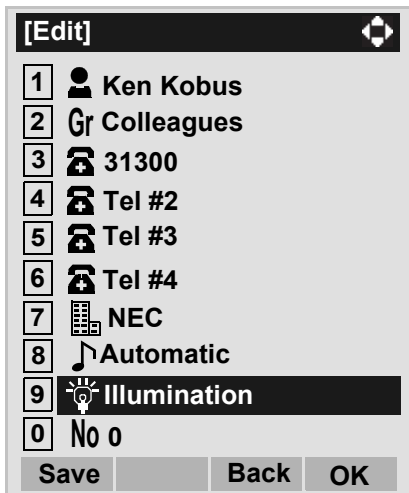 [Edit]
1 Ken Kobus
2 Gr Colleagues
3 31300
4 Tel #2
5 Tel #3
6 Tel #4
7 NEC
8 Automatic
9 Illumination
0 No 0
Save Back OK